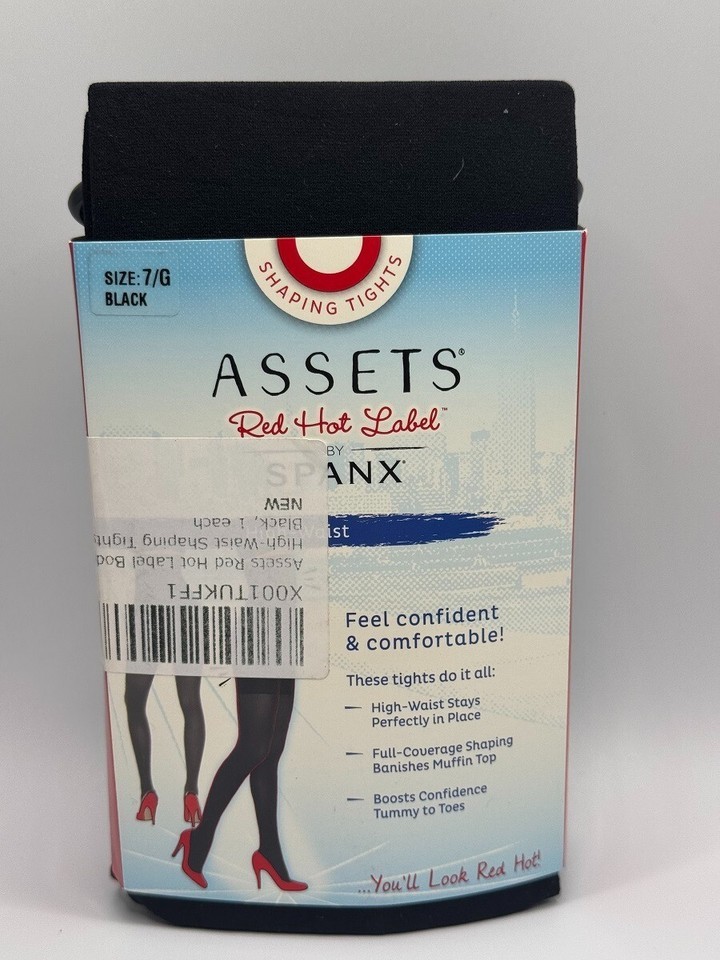 SIZE: 7/G
BLACK
SHAPING TIGHTS
ASSETS®
Red Hot Label™
BY
SPANX®
X001TUKFF1
Assets Red Hot Label Bod
High-Waist Shaping Tight
Black, 1 each
NEW
Feel confident
& comfortable!
These tights do it all:
— High-Waist Stays
Perfectly in Place
— Full-Coverage Shaping
Banishes Muffin Top
— Boosts Confidence
Tummy to Toes
...You'll Look Red Hot!